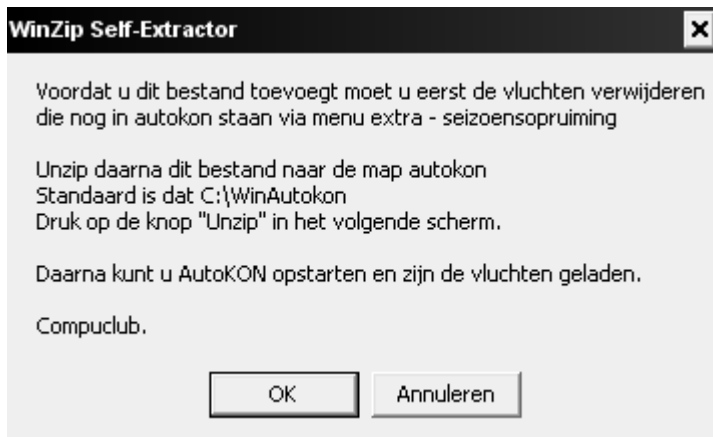 WinZip Self-Extractor
Voordat u dit bestand toevoegt moet u eerst de vluchten verwijderen
die nog in autokon staan via menu extra - seizoensopruiming
Unzip daarna dit bestand naar de map autokon
Standaard is dat C:\WinAutokon
Druk op de knop "Unzip" in het volgende scherm.
Daarna kunt u AutoKON opstarten en zijn de vluchten geladen.
Compuclub.
OK
Annuleren